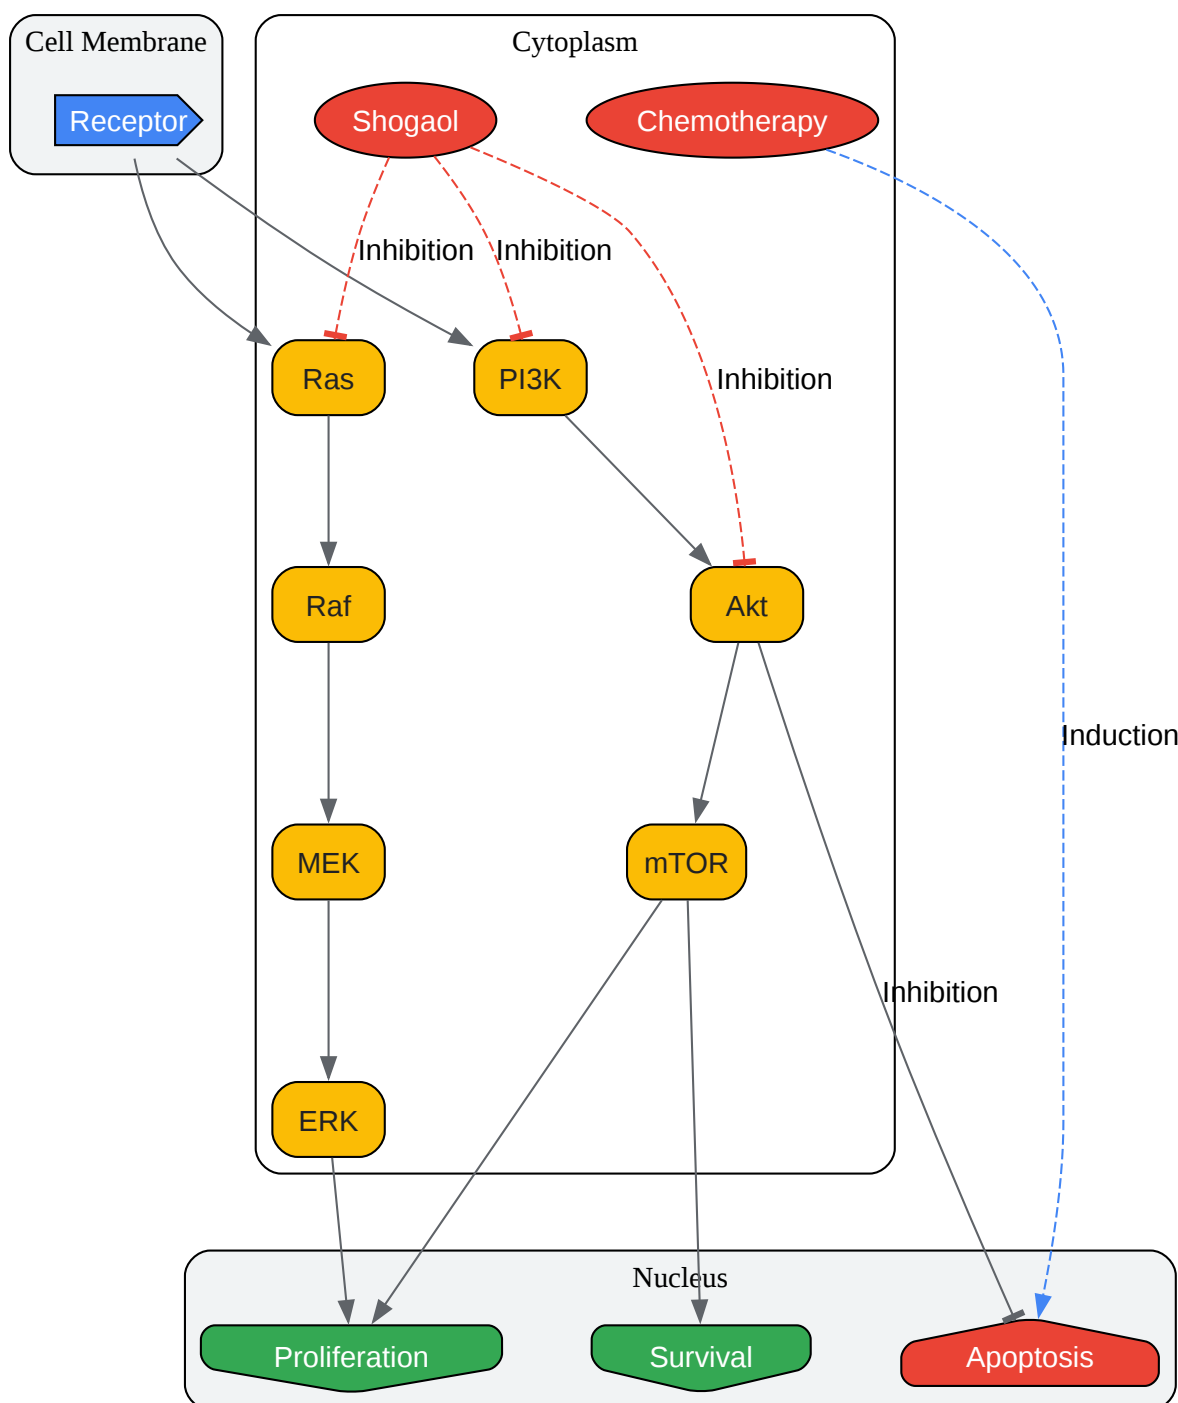 Cell Membrane
Cytoplasm
Receptor
Shogaol
Chemotherapy
Inhibition
Inhibition
Inhibition
Ras
PI3K
Raf
Akt
Induction
MEK
mTOR
Inhibition
ERK
Nucleus
Proliferation
Survival
Apoptosis